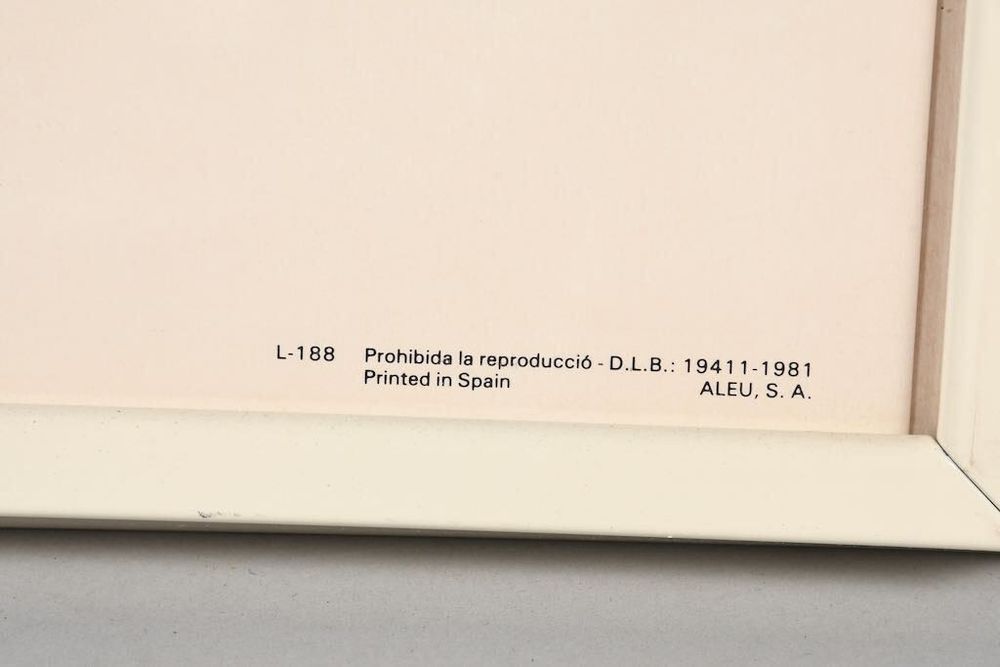 L-188 Prohibida la reproducció - D.L.B.: 19411-1981
Printed in Spain ALEU, S. A.